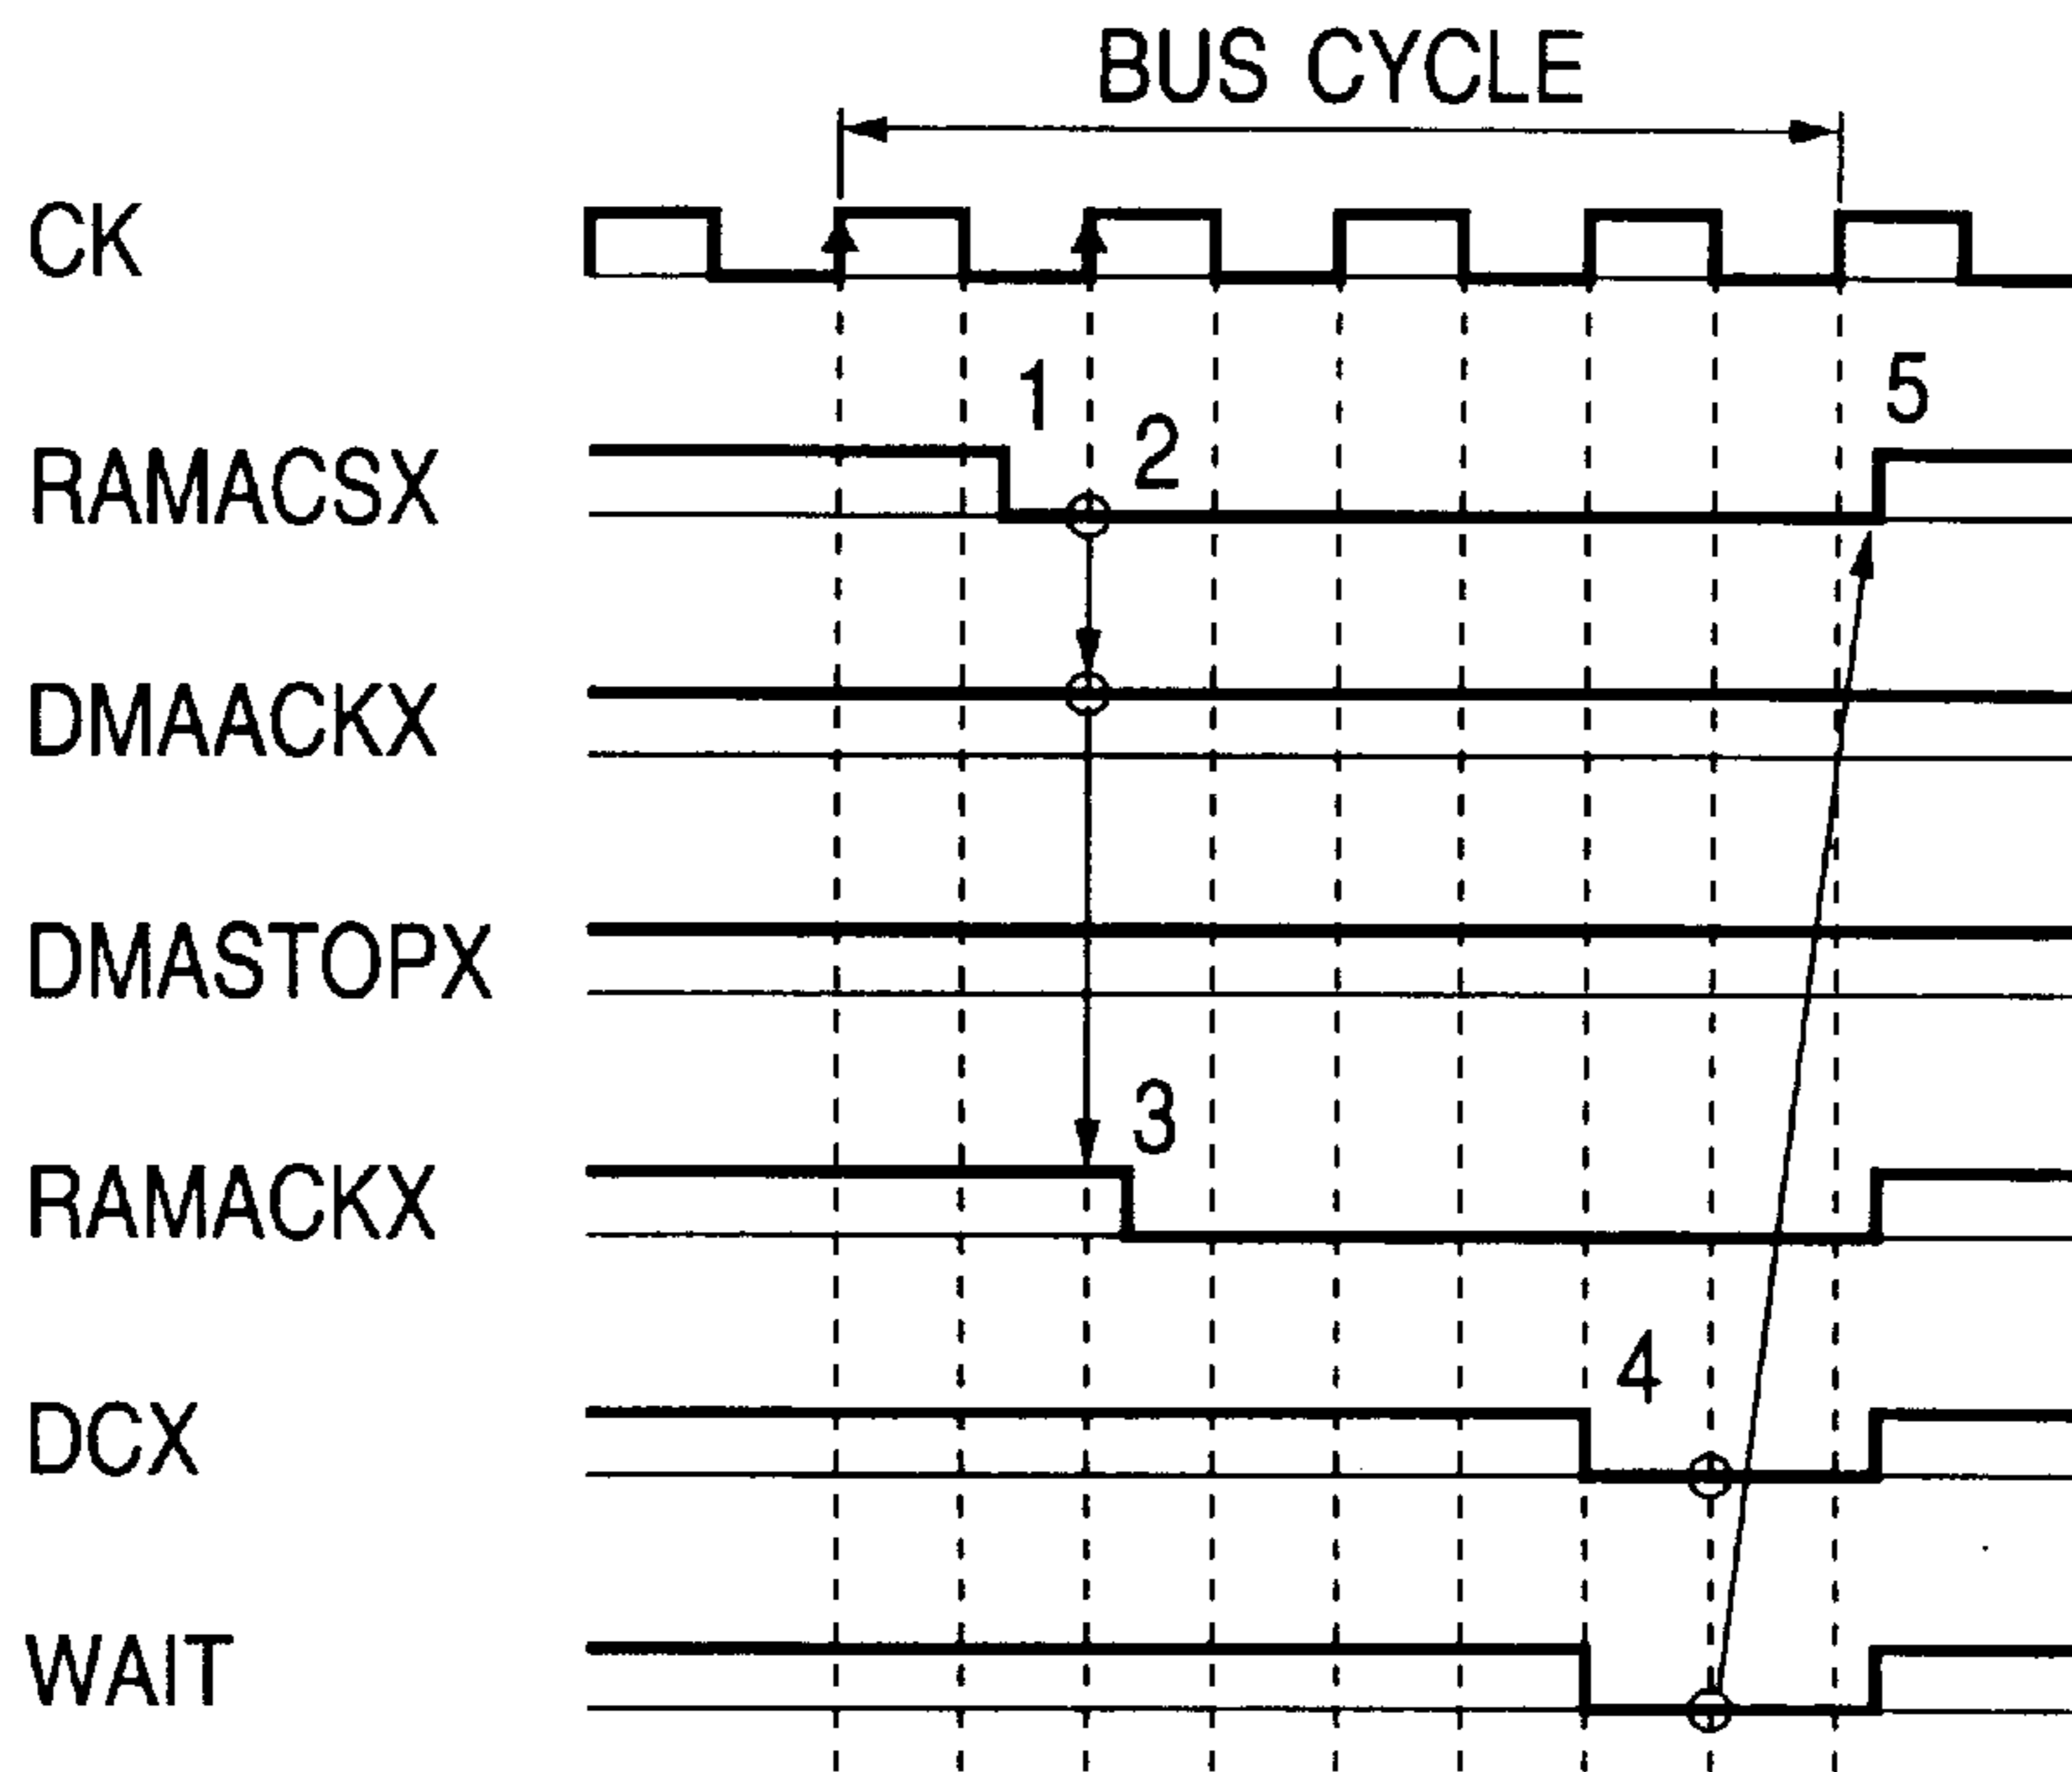 BUS CYCLE
CK
1
5
2
RAMACSX
DMAACKX
DMASTOPX
3
RAMACKX
4
DCX
WAIT